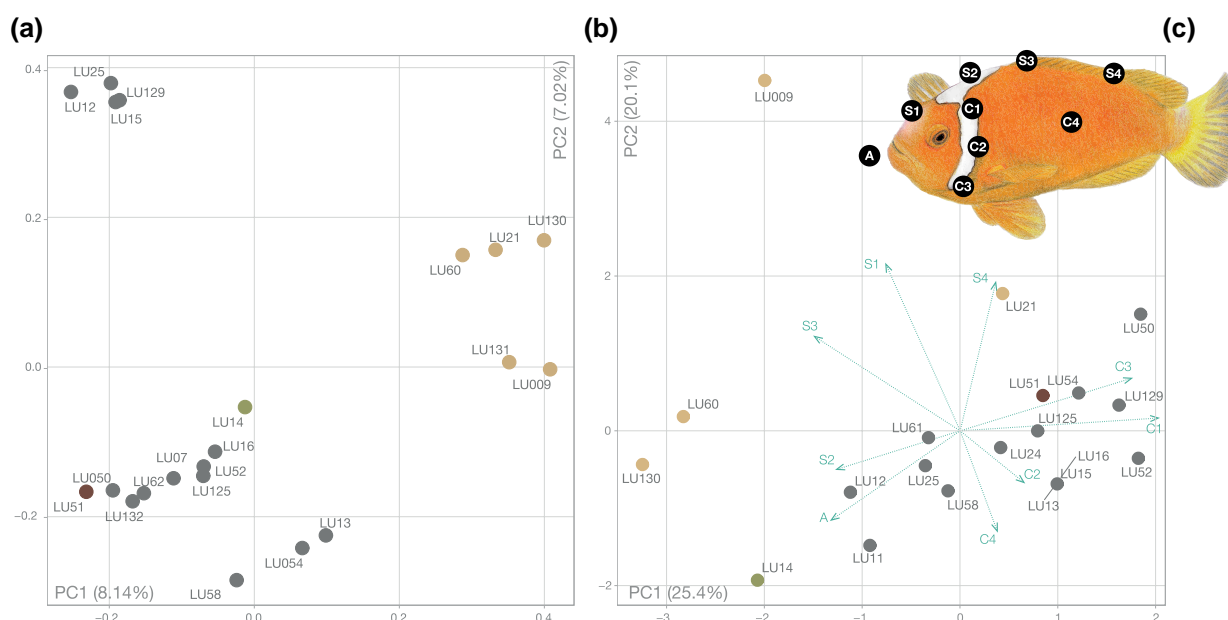 (a)
(b)
(c)
0.4
0.2
0.0
−0.2
−0.2
0.0
0.2
0.4
PC2 (7.02%)
PC1 (8.14%)
LU25
LU129
LU12
LU15
LU130
LU21
LU60
LU131
LU009
LU14
LU16
LU07
LU52
LU050
LU62
LU125
LU51
LU132
LU13
LU054
LU58
PC2 (20.1%)
PC1 (25.4%)
4
2
0
−2
−3
−2
−1
0
1
2
LU009
S3
S2
S4
S1
C1
C4
C2
A
C3
S1
S4
LU21
LU50
S3
C3
LU51
LU54
LU129
LU60
LU61
LU125
C1
LU130
S2
LU24
LU16
LU12
LU25
C2
LU15
LU52
A
LU58
LU13
C4
LU11
LU14